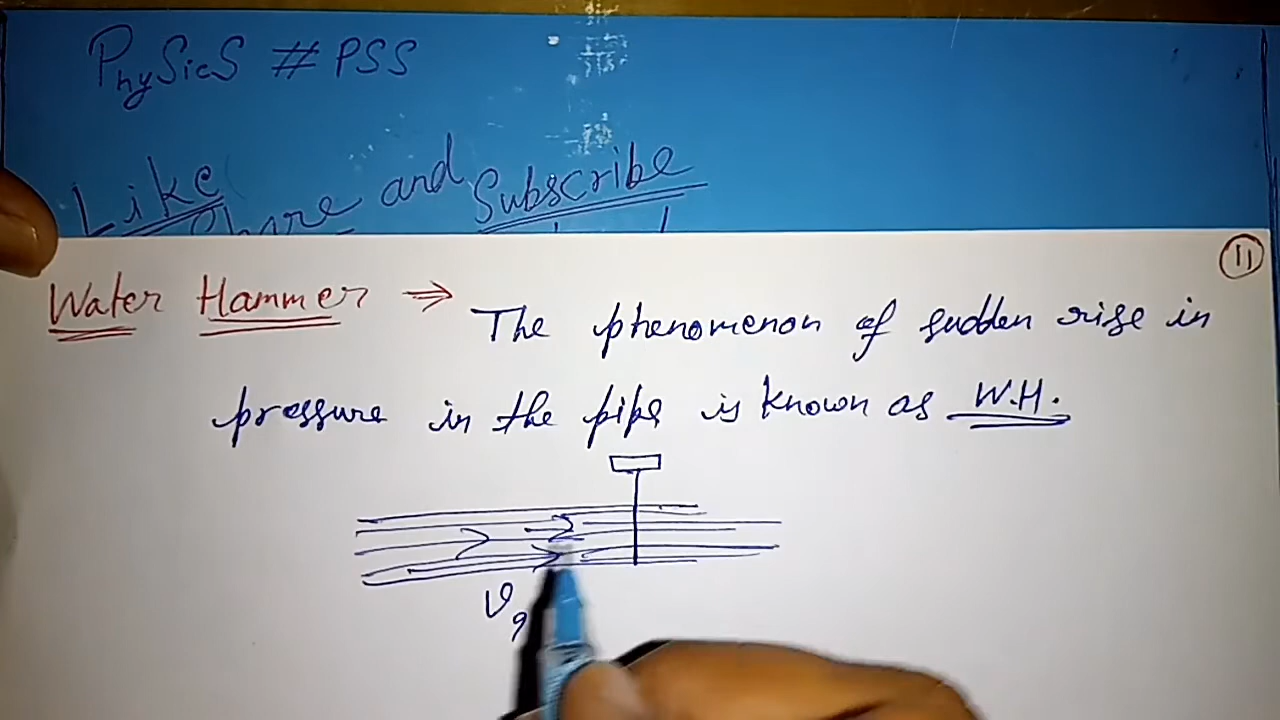 Physics # PSS
Like
Share and Subscribe
11
Water Hammer ⇒ The phenomenon of sudden rise in
pressure in the pipe is known as W.H.